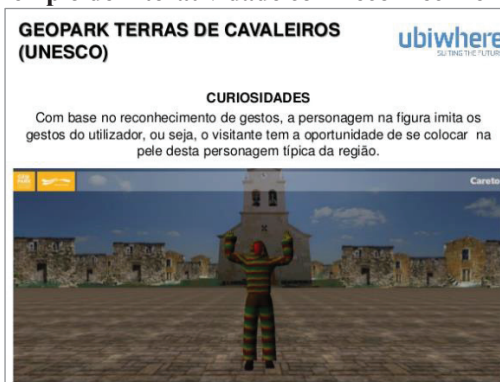 GEOPARK TERRAS DE CAVALEIROS
(UNESCO)
ubiwhere
SUITING THE FUTURE
CURIOSIDADES
Com base no reconhecimento de gestos, a personagem na figura imita os
gestos do utilizador, ou seja, o visitante tem a oportunidade de se colocar na
pele desta personagem típica da região.
Careto